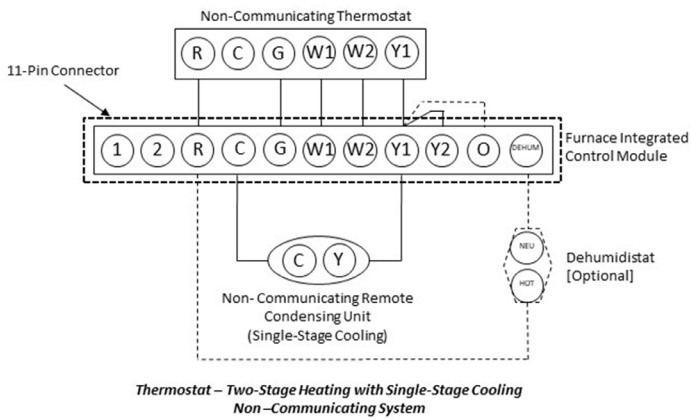 Non-Communicating Thermostat
R C G W1 W2 Y1
11-Pin Connector
1 2 R C G W1 W2 Y1 Y2 O DEHUM
Furnace Integrated
Control Module
C Y
NEU
HOT
Dehumidistat
[Optional]
Non- Communicating Remote
Condensing Unit
(Single-Stage Cooling)
Thermostat – Two-Stage Heating with Single-Stage Cooling
Non –Communicating System